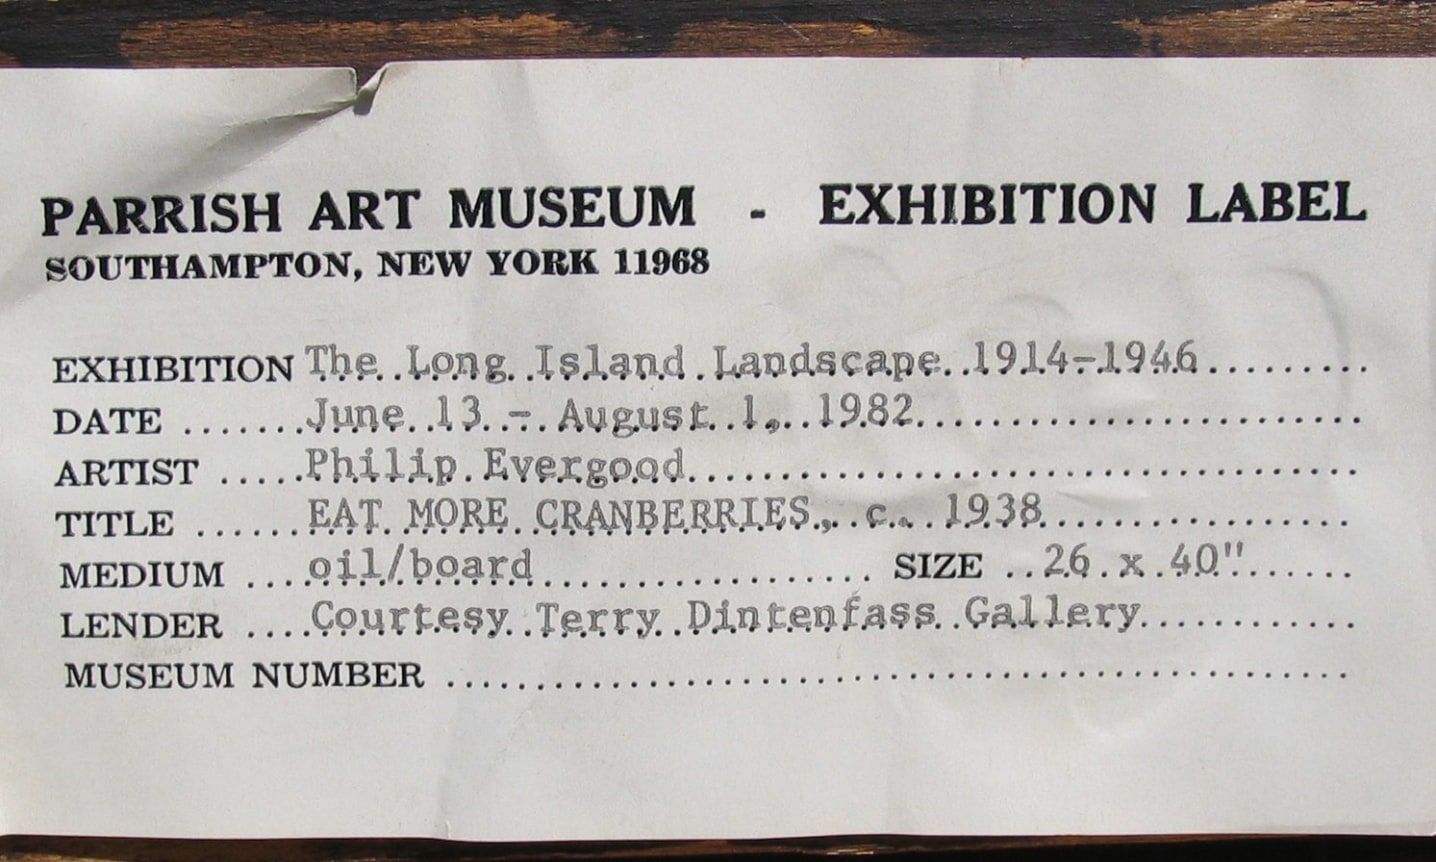 PARRISH ART MUSEUM - EXHIBITION LABEL
SOUTHAMPTON, NEW YORK 11968
EXHIBITION The Long Island Landscape 1914-1946
DATE June 13 - August 1, 1982
ARTIST Philip Evergood
TITLE EAT MORE CRANBERRIES, c. 1938
MEDIUM oil/board SIZE 26 x 40"
LENDER Courtesy Terry Dintenfass Gallery
MUSEUM NUMBER